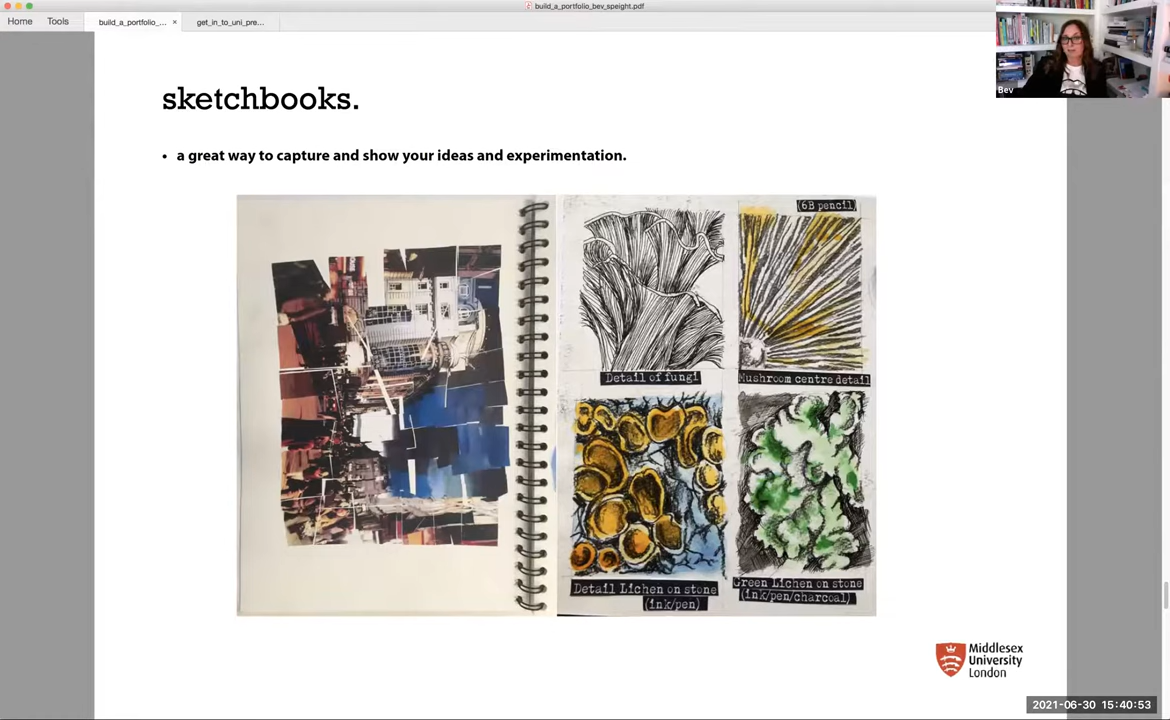 build_a_portfolio_bev_speight.pdf
Home
Tools
build_a_portfolio_...
×
get_in_to_uni_pre...
Bev
sketchbooks.
• a great way to capture and show your ideas and experimentation.
(6B pencil)
Detail of fungi
Mushroom centre detail
Detail Lichen on stone
(ink/pen)
Green Lichen on stone
(ink/pen/charcoal)
Middlesex
University
London
2021-06-30 15:40:53